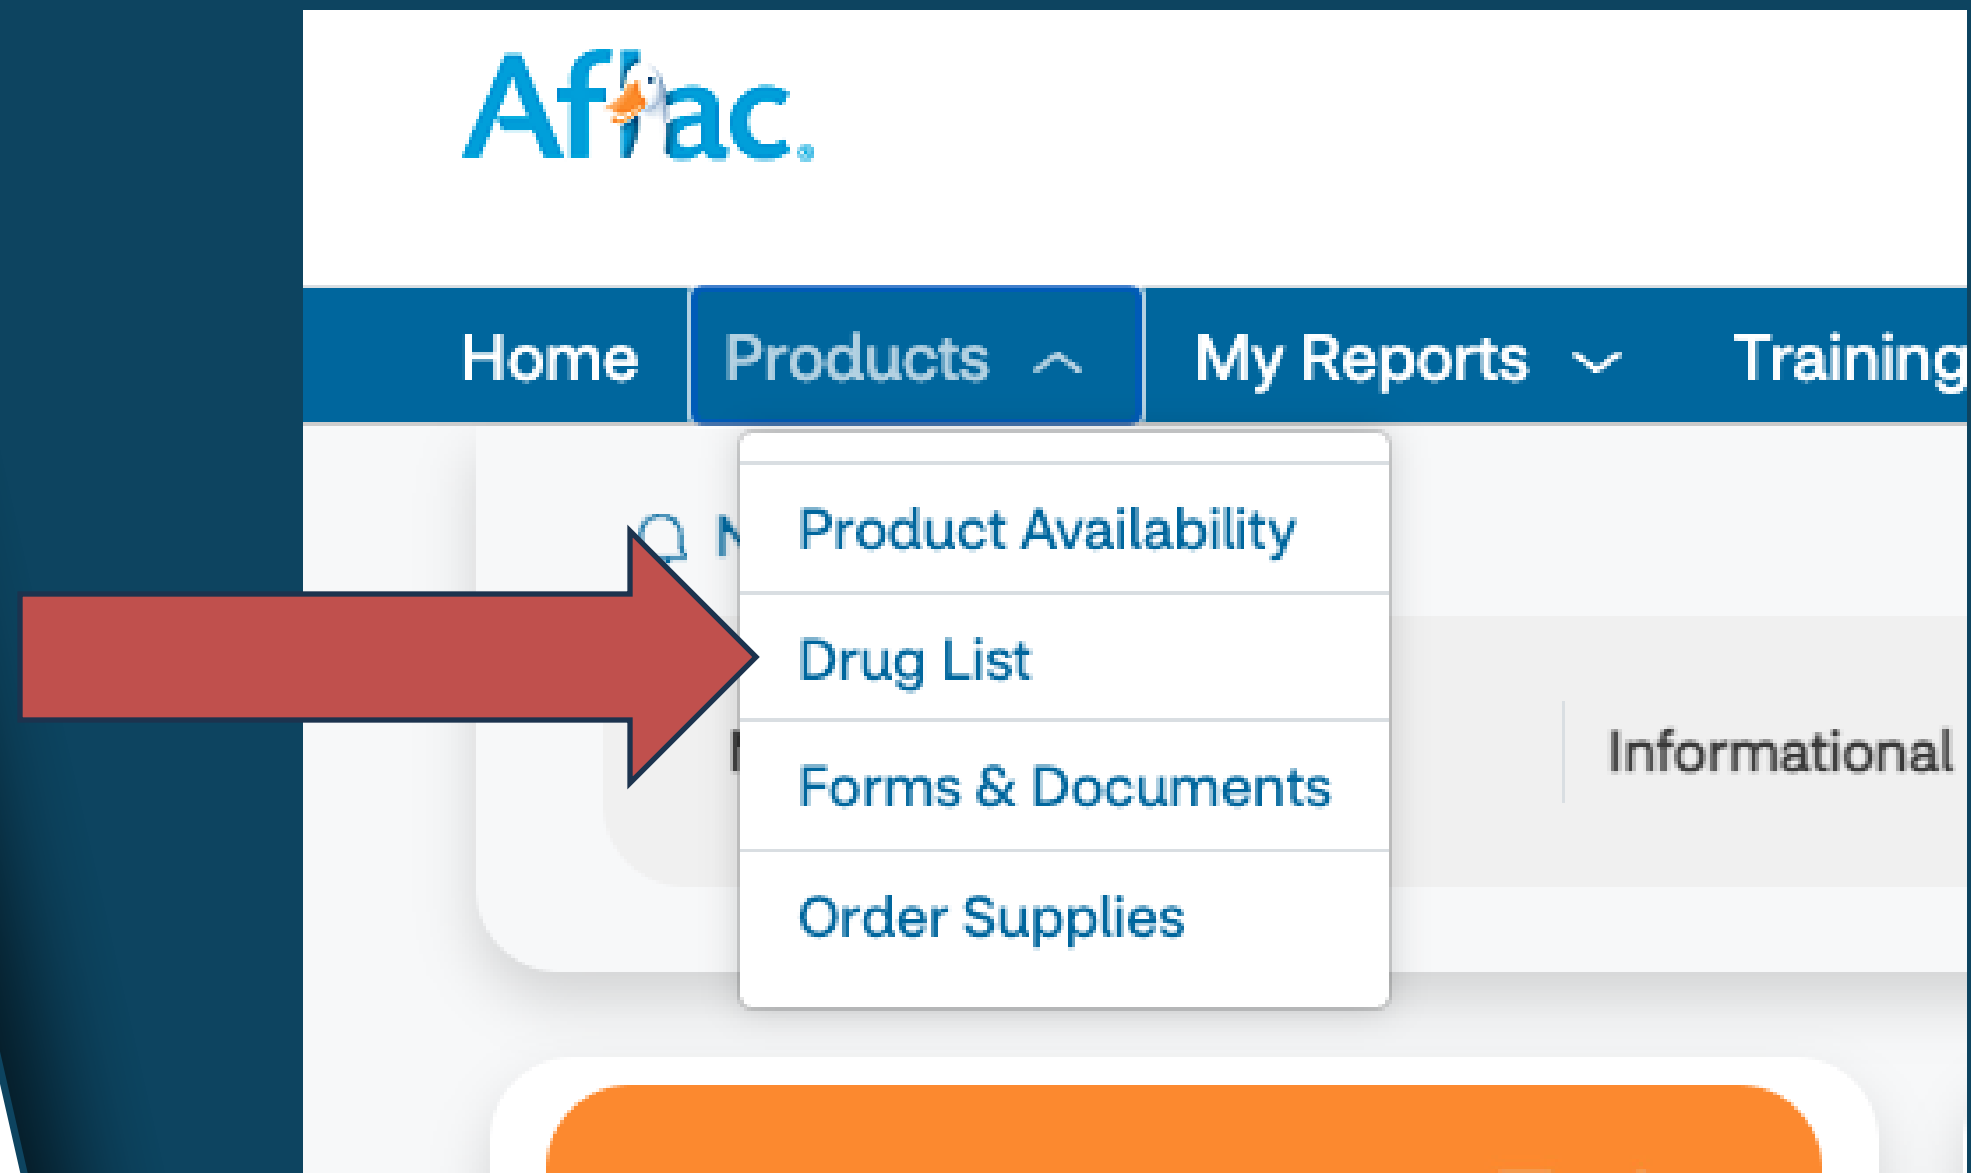 Aflac
Home Products My Reports Training
Product Availability
Drug List
Informational
Forms & Documents
Order Supplies